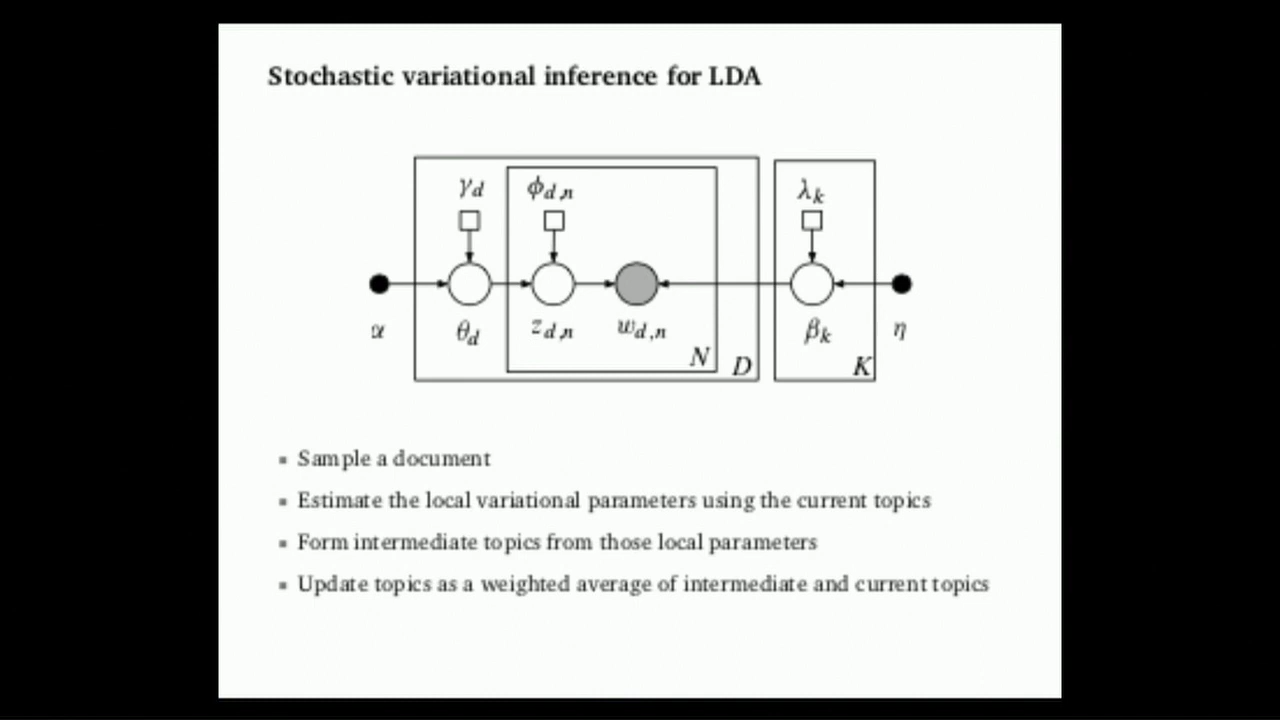 Stochastic variational inference for LDA
γd ϕd,n λk
α θd zd,n wd,n N D βk K η
Sample a document
Estimate the local variational parameters using the current topics
Form intermediate topics from those local parameters
Update topics as a weighted average of intermediate and current topics